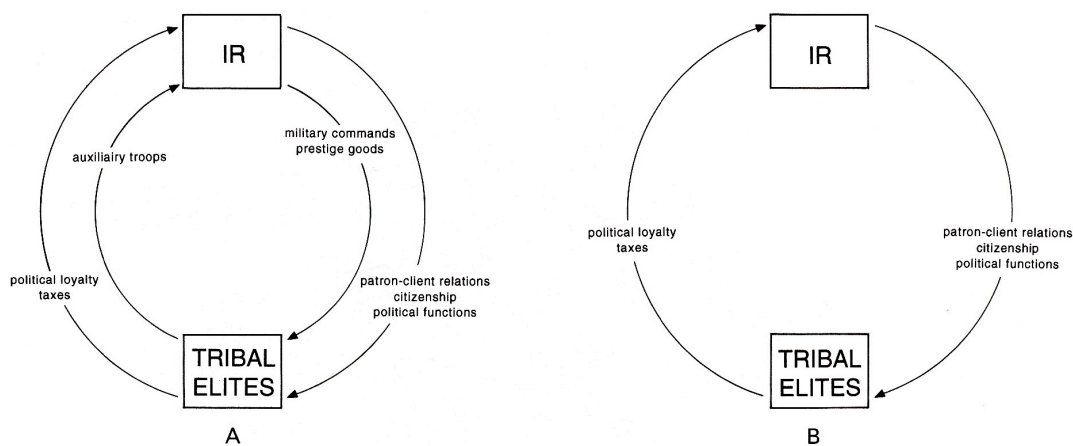 IR
military commands
prestige goods
auxiliairy troops
political loyalty
taxes
patron-client relations
citizenship
political functions
TRIBAL
ELITES
A
IR
political loyalty
taxes
patron-client relations
citizenship
political functions
TRIBAL
ELITES
B